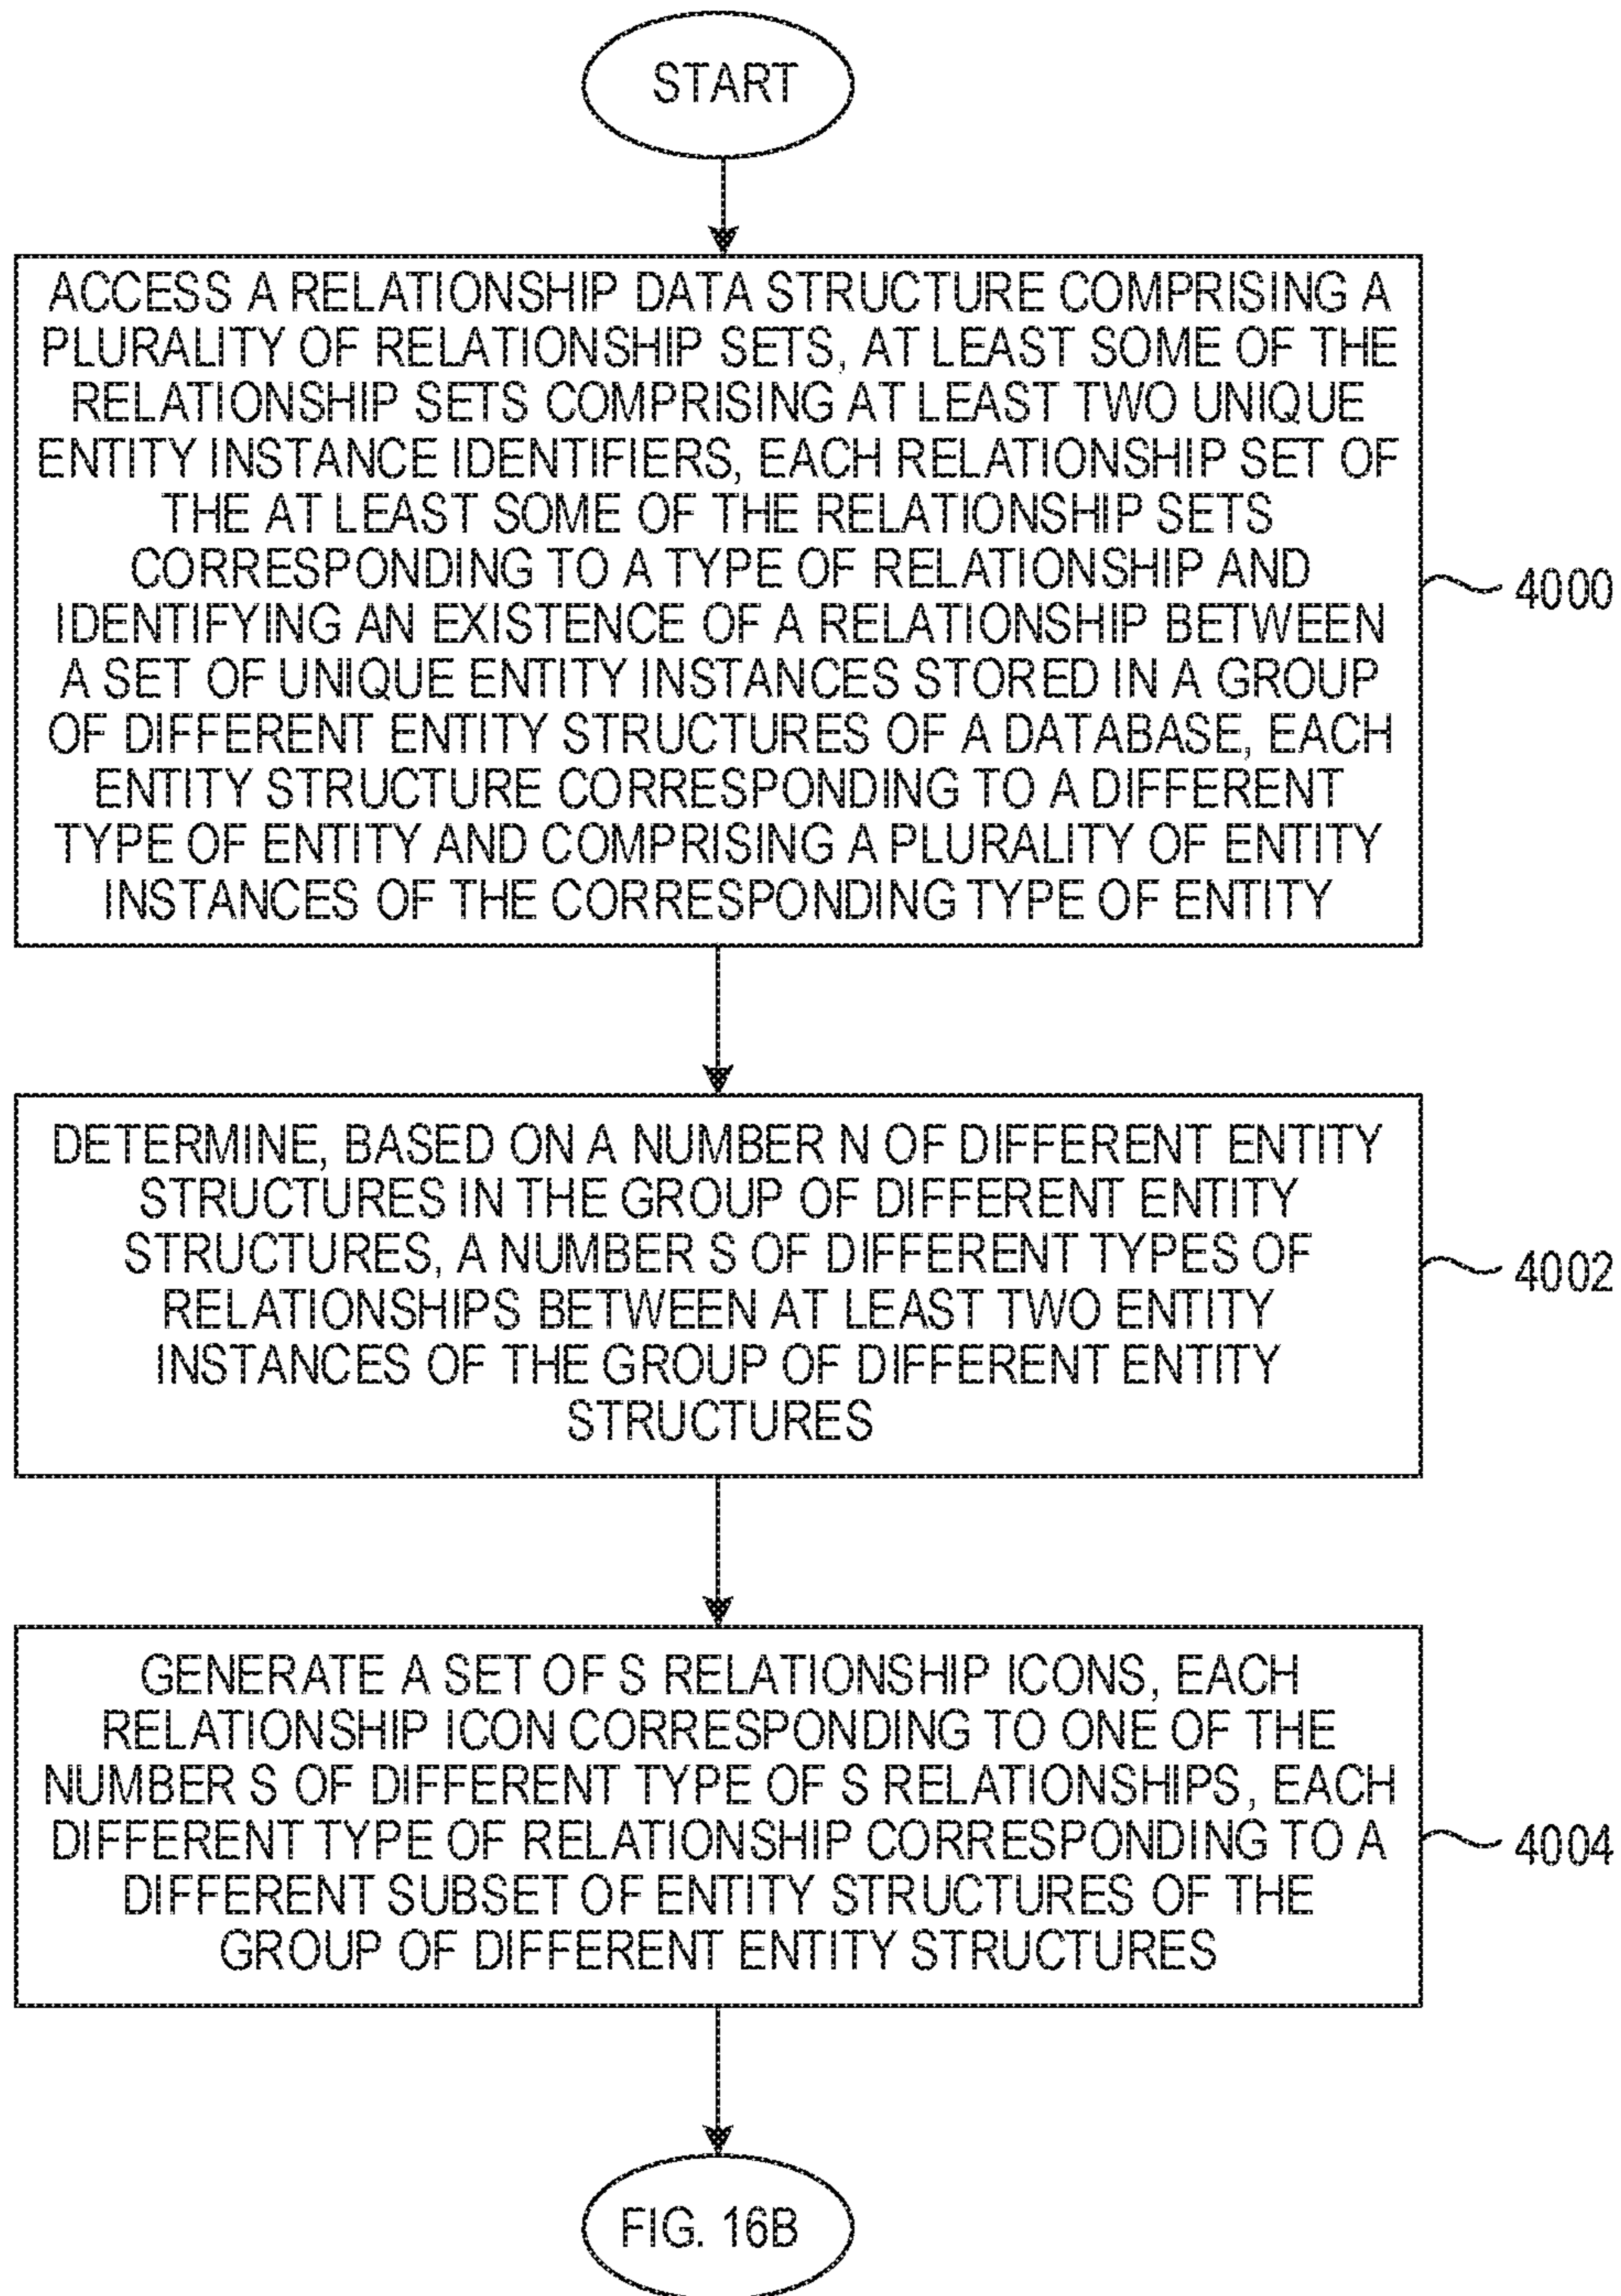 START
ACCESS A RELATIONSHIP DATA STRUCTURE COMPRISING A
PLURALITY OF RELATIONSHIP SETS, AT LEAST SOME OF THE
RELATIONSHIP SETS COMPRISING AT LEAST TWO UNIQUE
ENTITY INSTANCE IDENTIFIERS, EACH RELATIONSHIP SET OF
THE AT LEAST SOME OF THE RELATIONSHIP SETS
CORRESPONDING TO A TYPE OF RELATIONSHIP AND
IDENTIFYING AN EXISTENCE OF A RELATIONSHIP BETWEEN
A SET OF UNIQUE ENTITY INSTANCES STORED IN A GROUP
OF DIFFERENT ENTITY STRUCTURES OF A DATABASE, EACH
ENTITY STRUCTURE CORRESPONDING TO A DIFFERENT
TYPE OF ENTITY AND COMPRISING A PLURALITY OF ENTITY
INSTANCES OF THE CORRESPONDING TYPE OF ENTITY
4000
DETERMINE, BASED ON A NUMBER N OF DIFFERENT ENTITY
STRUCTURES IN THE GROUP OF DIFFERENT ENTITY
STRUCTURES, A NUMBER S OF DIFFERENT TYPES OF
RELATIONSHIPS BETWEEN AT LEAST TWO ENTITY
INSTANCES OF THE GROUP OF DIFFERENT ENTITY
STRUCTURES
4002
GENERATE A SET OF S RELATIONSHIP ICONS, EACH
RELATIONSHIP ICON CORRESPONDING TO ONE OF THE
NUMBER S OF DIFFERENT TYPE OF S RELATIONSHIPS, EACH
DIFFERENT TYPE OF RELATIONSHIP CORRESPONDING TO A
DIFFERENT SUBSET OF ENTITY STRUCTURES OF THE
GROUP OF DIFFERENT ENTITY STRUCTURES
4004
FIG. 16B